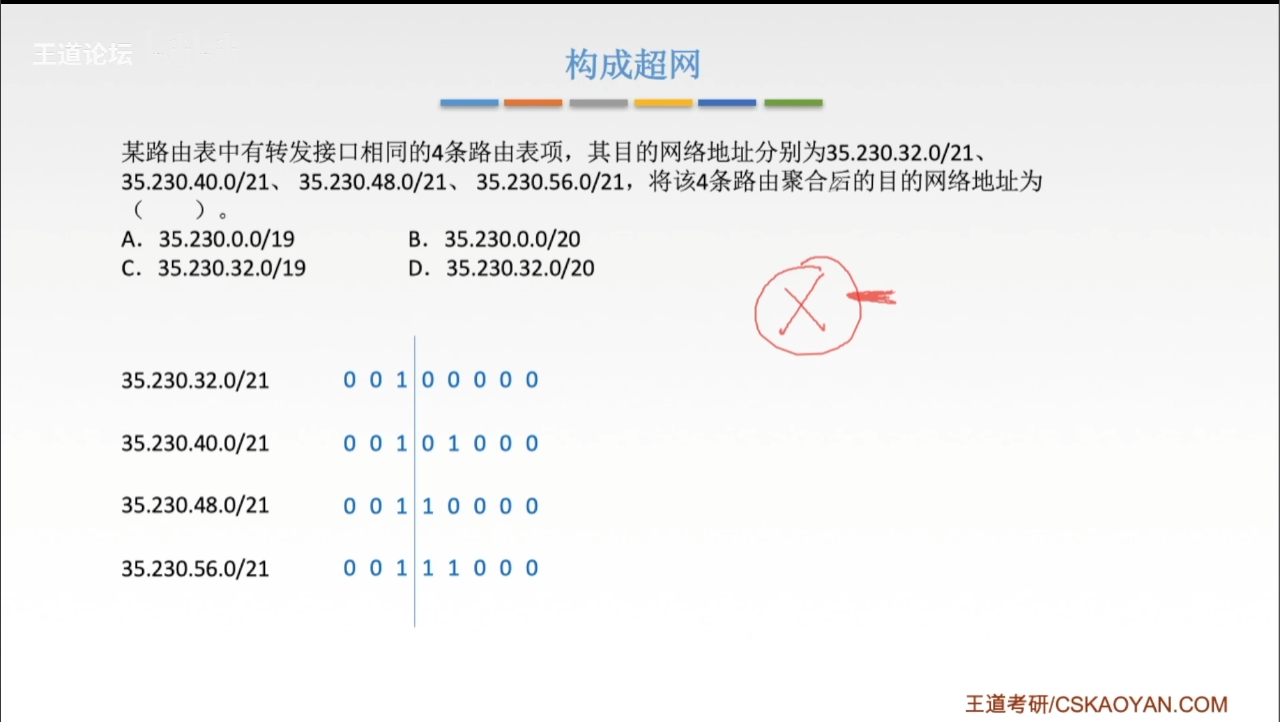 王道论坛
构成超网
某路由表中有转发接口相同的4条路由表项，其目的网络地址分别为35.230.32.0/21、
35.230.40.0/21、 35.230.48.0/21、 35.230.56.0/21，将该4条路由聚合后的目的网络地址为
（ ）。
A. 35.230.0.0/19 B. 35.230.0.0/20
C. 35.230.32.0/19 D. 35.230.32.0/20
35.230.32.0/21 0 0 1 0 0 0 0 0
35.230.40.0/21 0 0 1 0 1 0 0 0
35.230.48.0/21 0 0 1 1 0 0 0 0
35.230.56.0/21 0 0 1 1 1 0 0 0
王道考研/CSKAOYAN.COM